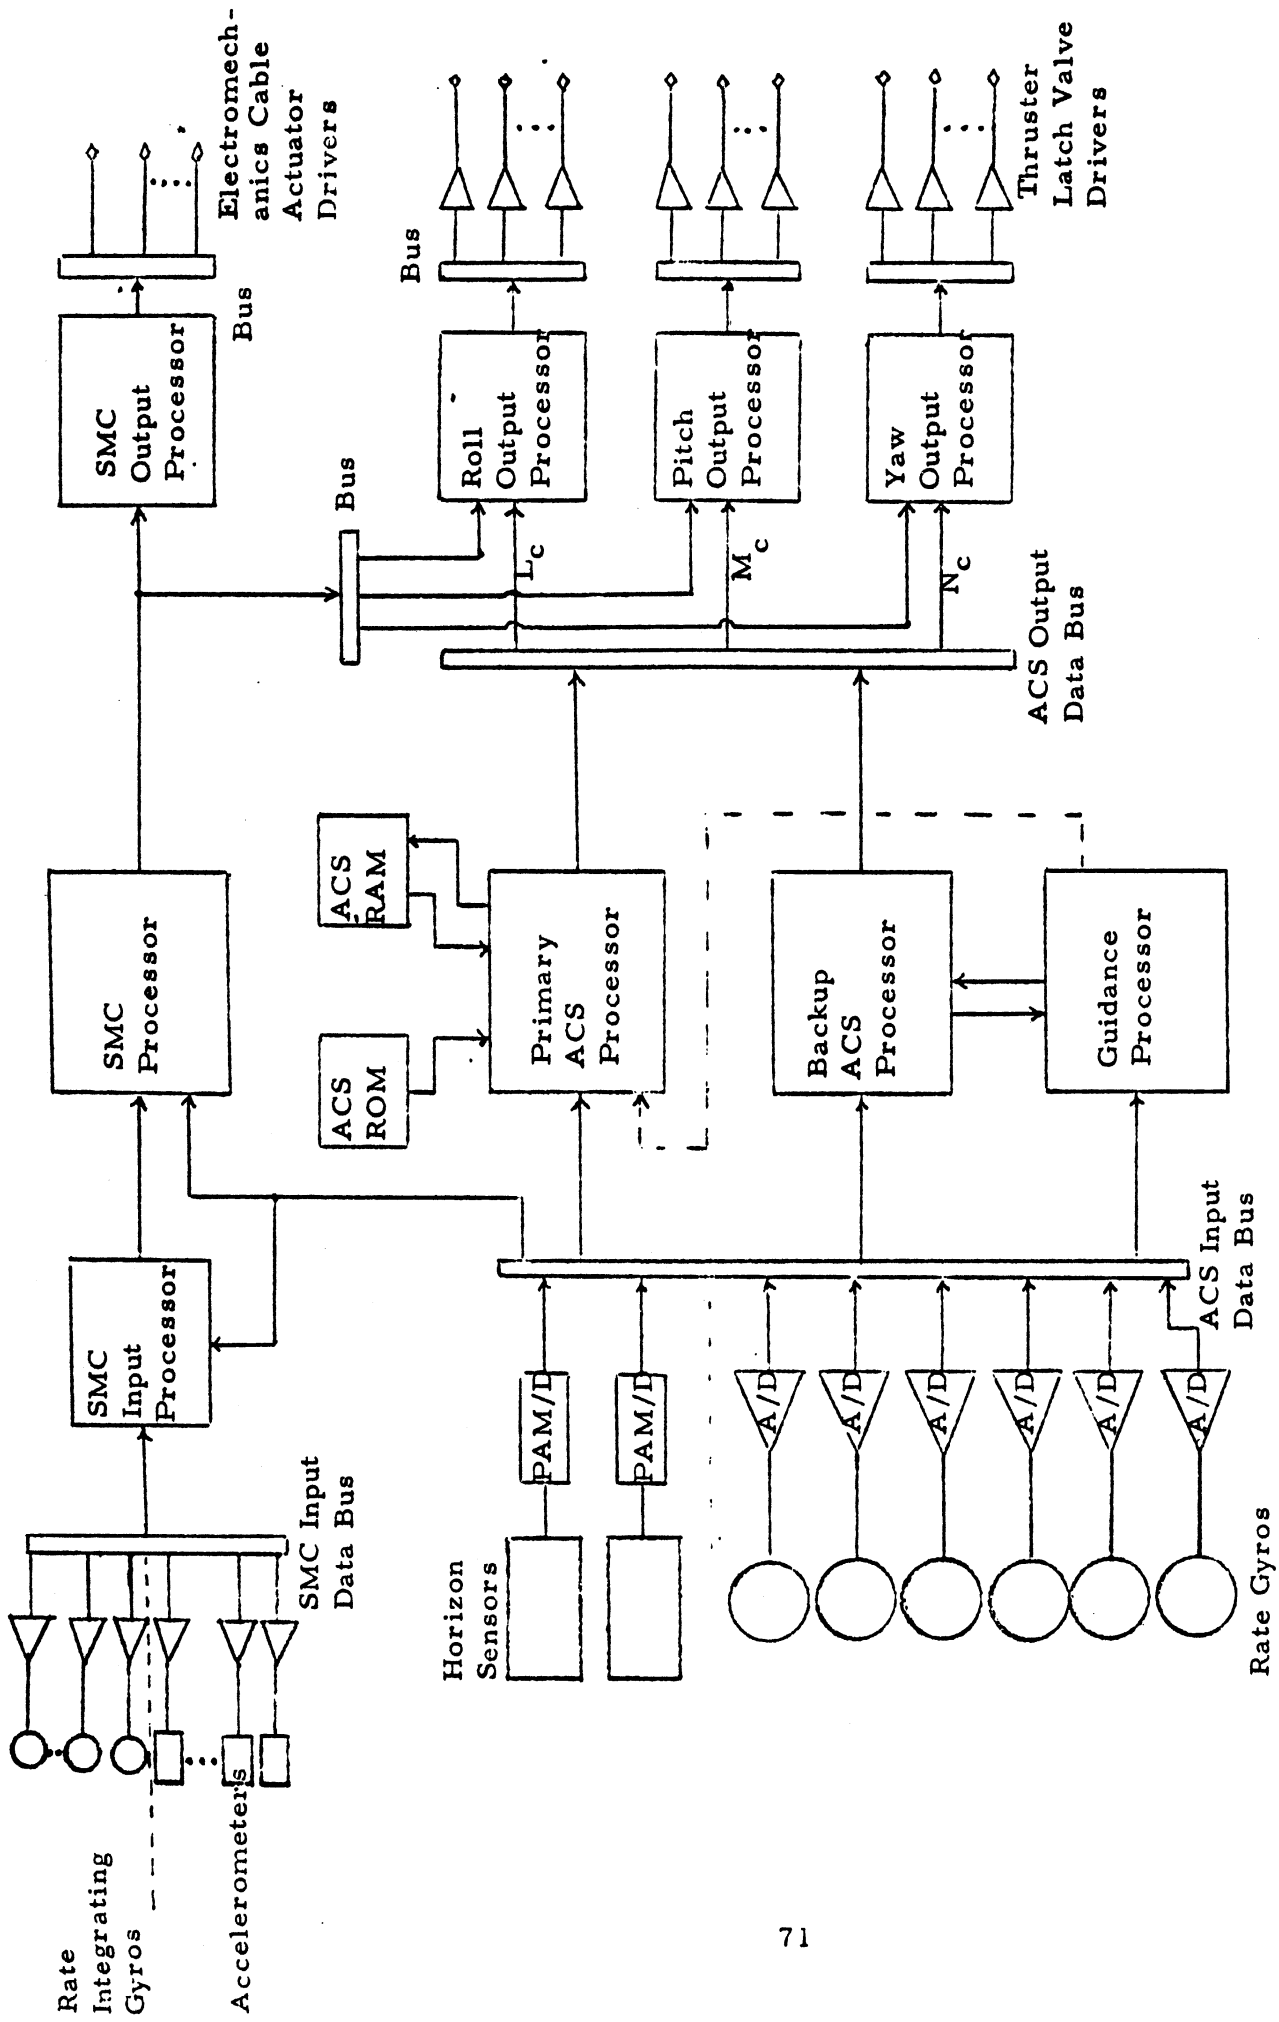 Rate
Integrating
Gyros
Accelerometers
SMC Input
Data Bus
SMC
Input
Processor
SMC
Processor
SMC
Output
Processor
Bus
Electromech-
anics Cable
Actuator
Drivers
Horizon
Sensors
PAM/D
PAM/D
A/D
A/D
A/D
A/D
A/D
A/D
Rate Gyros
ACS Input
Data Bus
ACS
ROM
ACS
RAM
Primary
ACS
Processor
Backup
ACS
Processor
Guidance
Processor
ACS Output
Data Bus
Bus
Lc
Mc
Nc
Roll
Output
Processor
Pitch
Output
Processor
Yaw
Output
Processor
Bus
Thruster
Latch Valve
Drivers
71